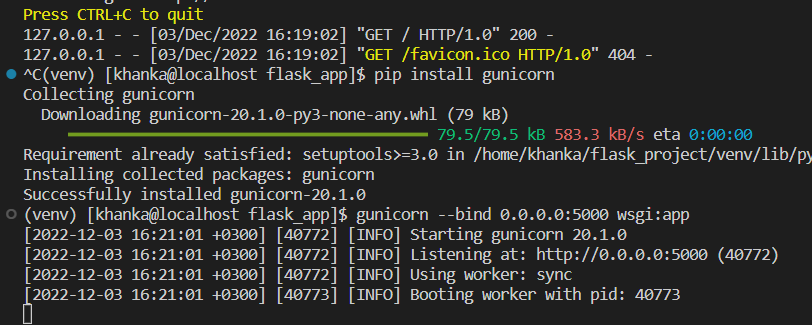 Press CTRL+C to quit
127.0.0.1 - - [03/Dec/2022 16:19:02] "GET / HTTP/1.0" 200 -
127.0.0.1 - - [03/Dec/2022 16:19:02] "GET /favicon.ico HTTP/1.0" 404 -
^C(venv) [khanka@localhost flask_app]$ pip install gunicorn
Collecting gunicorn
  Downloading gunicorn-20.1.0-py3-none-any.whl (79 kB)
79.5/79.5 kB 583.3 kB/s eta 0:00:00
Requirement already satisfied: setuptools>=3.0 in /home/khanka/flask_project/venv/lib/py
Installing collected packages: gunicorn
Successfully installed gunicorn-20.1.0
(venv) [khanka@localhost flask_app]$ gunicorn --bind 0.0.0.0:5000 wsgi:app
[2022-12-03 16:21:01 +0300] [40772] [INFO] Starting gunicorn 20.1.0
[2022-12-03 16:21:01 +0300] [40772] [INFO] Listening at: http://0.0.0.0:5000 (40772)
[2022-12-03 16:21:01 +0300] [40772] [INFO] Using worker: sync
[2022-12-03 16:21:01 +0300] [40773] [INFO] Booting worker with pid: 40773